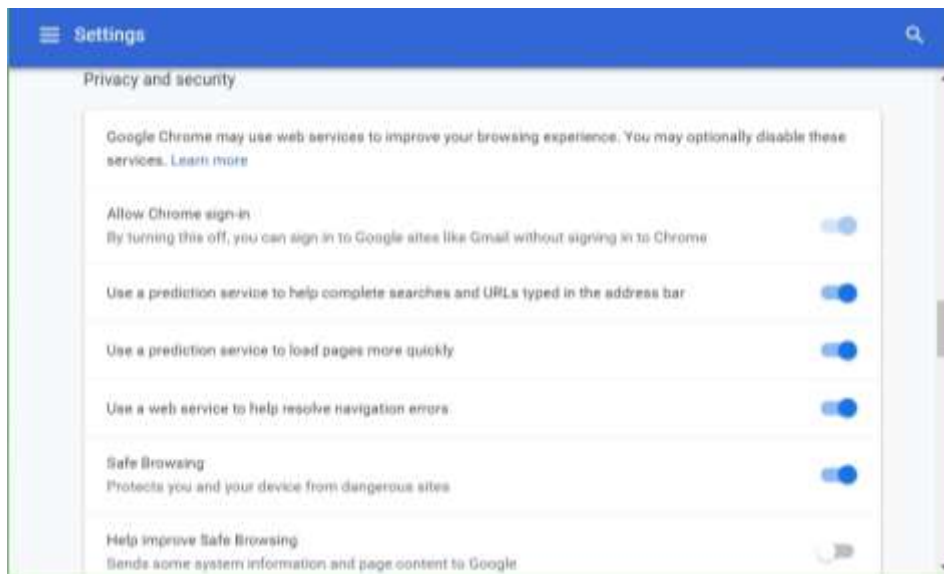 Settings
Privacy and security
Google Chrome may use web services to improve your browsing experience. You may optionally disable these
services. Learn more
Allow Chrome sign-in
By turning this off, you can sign in to Google sites like Gmail without signing in to Chrome
Use a prediction service to help complete searches and URLs typed in the address bar
Use a prediction service to load pages more quickly
Use a web service to help resolve navigation errors
Safe Browsing
Protects you and your device from dangerous sites
Help improve Safe Browsing
Sends some system information and page content to Google